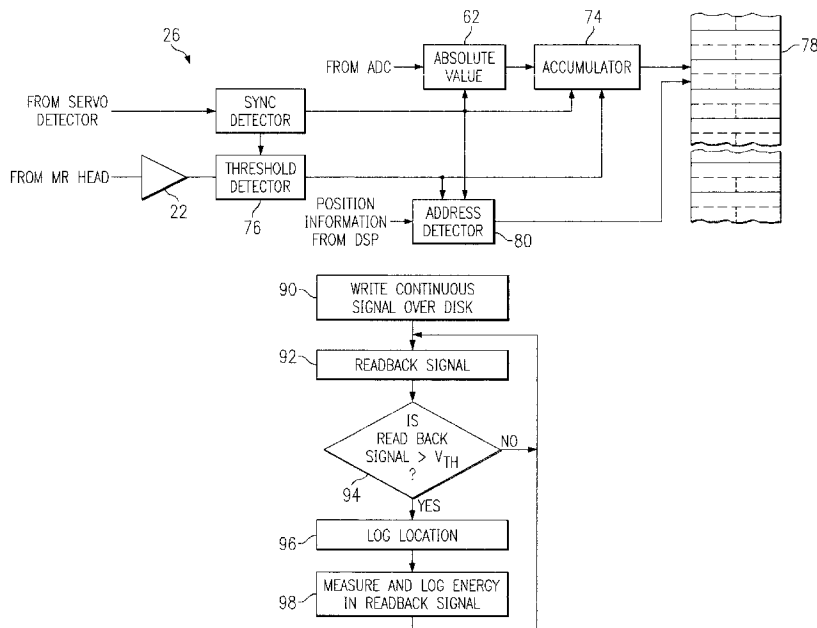 26
62
74
78
FROM ADC
ABSOLUTE
VALUE
ACCUMULATOR
FROM SERVO
DETECTOR
SYNC
DETECTOR
FROM MR HEAD
22
THRESHOLD
DETECTOR
76
POSITION
INFORMATION
FROM DSP
ADDRESS
DETECTOR
80
90
WRITE CONTINUOUS
SIGNAL OVER DISK
92
READBACK SIGNAL
IS
READ BACK
SIGNAL > VTH
?
NO
94
YES
96
LOG LOCATION
98
MEASURE AND LOG ENERGY
IN READBACK SIGNAL